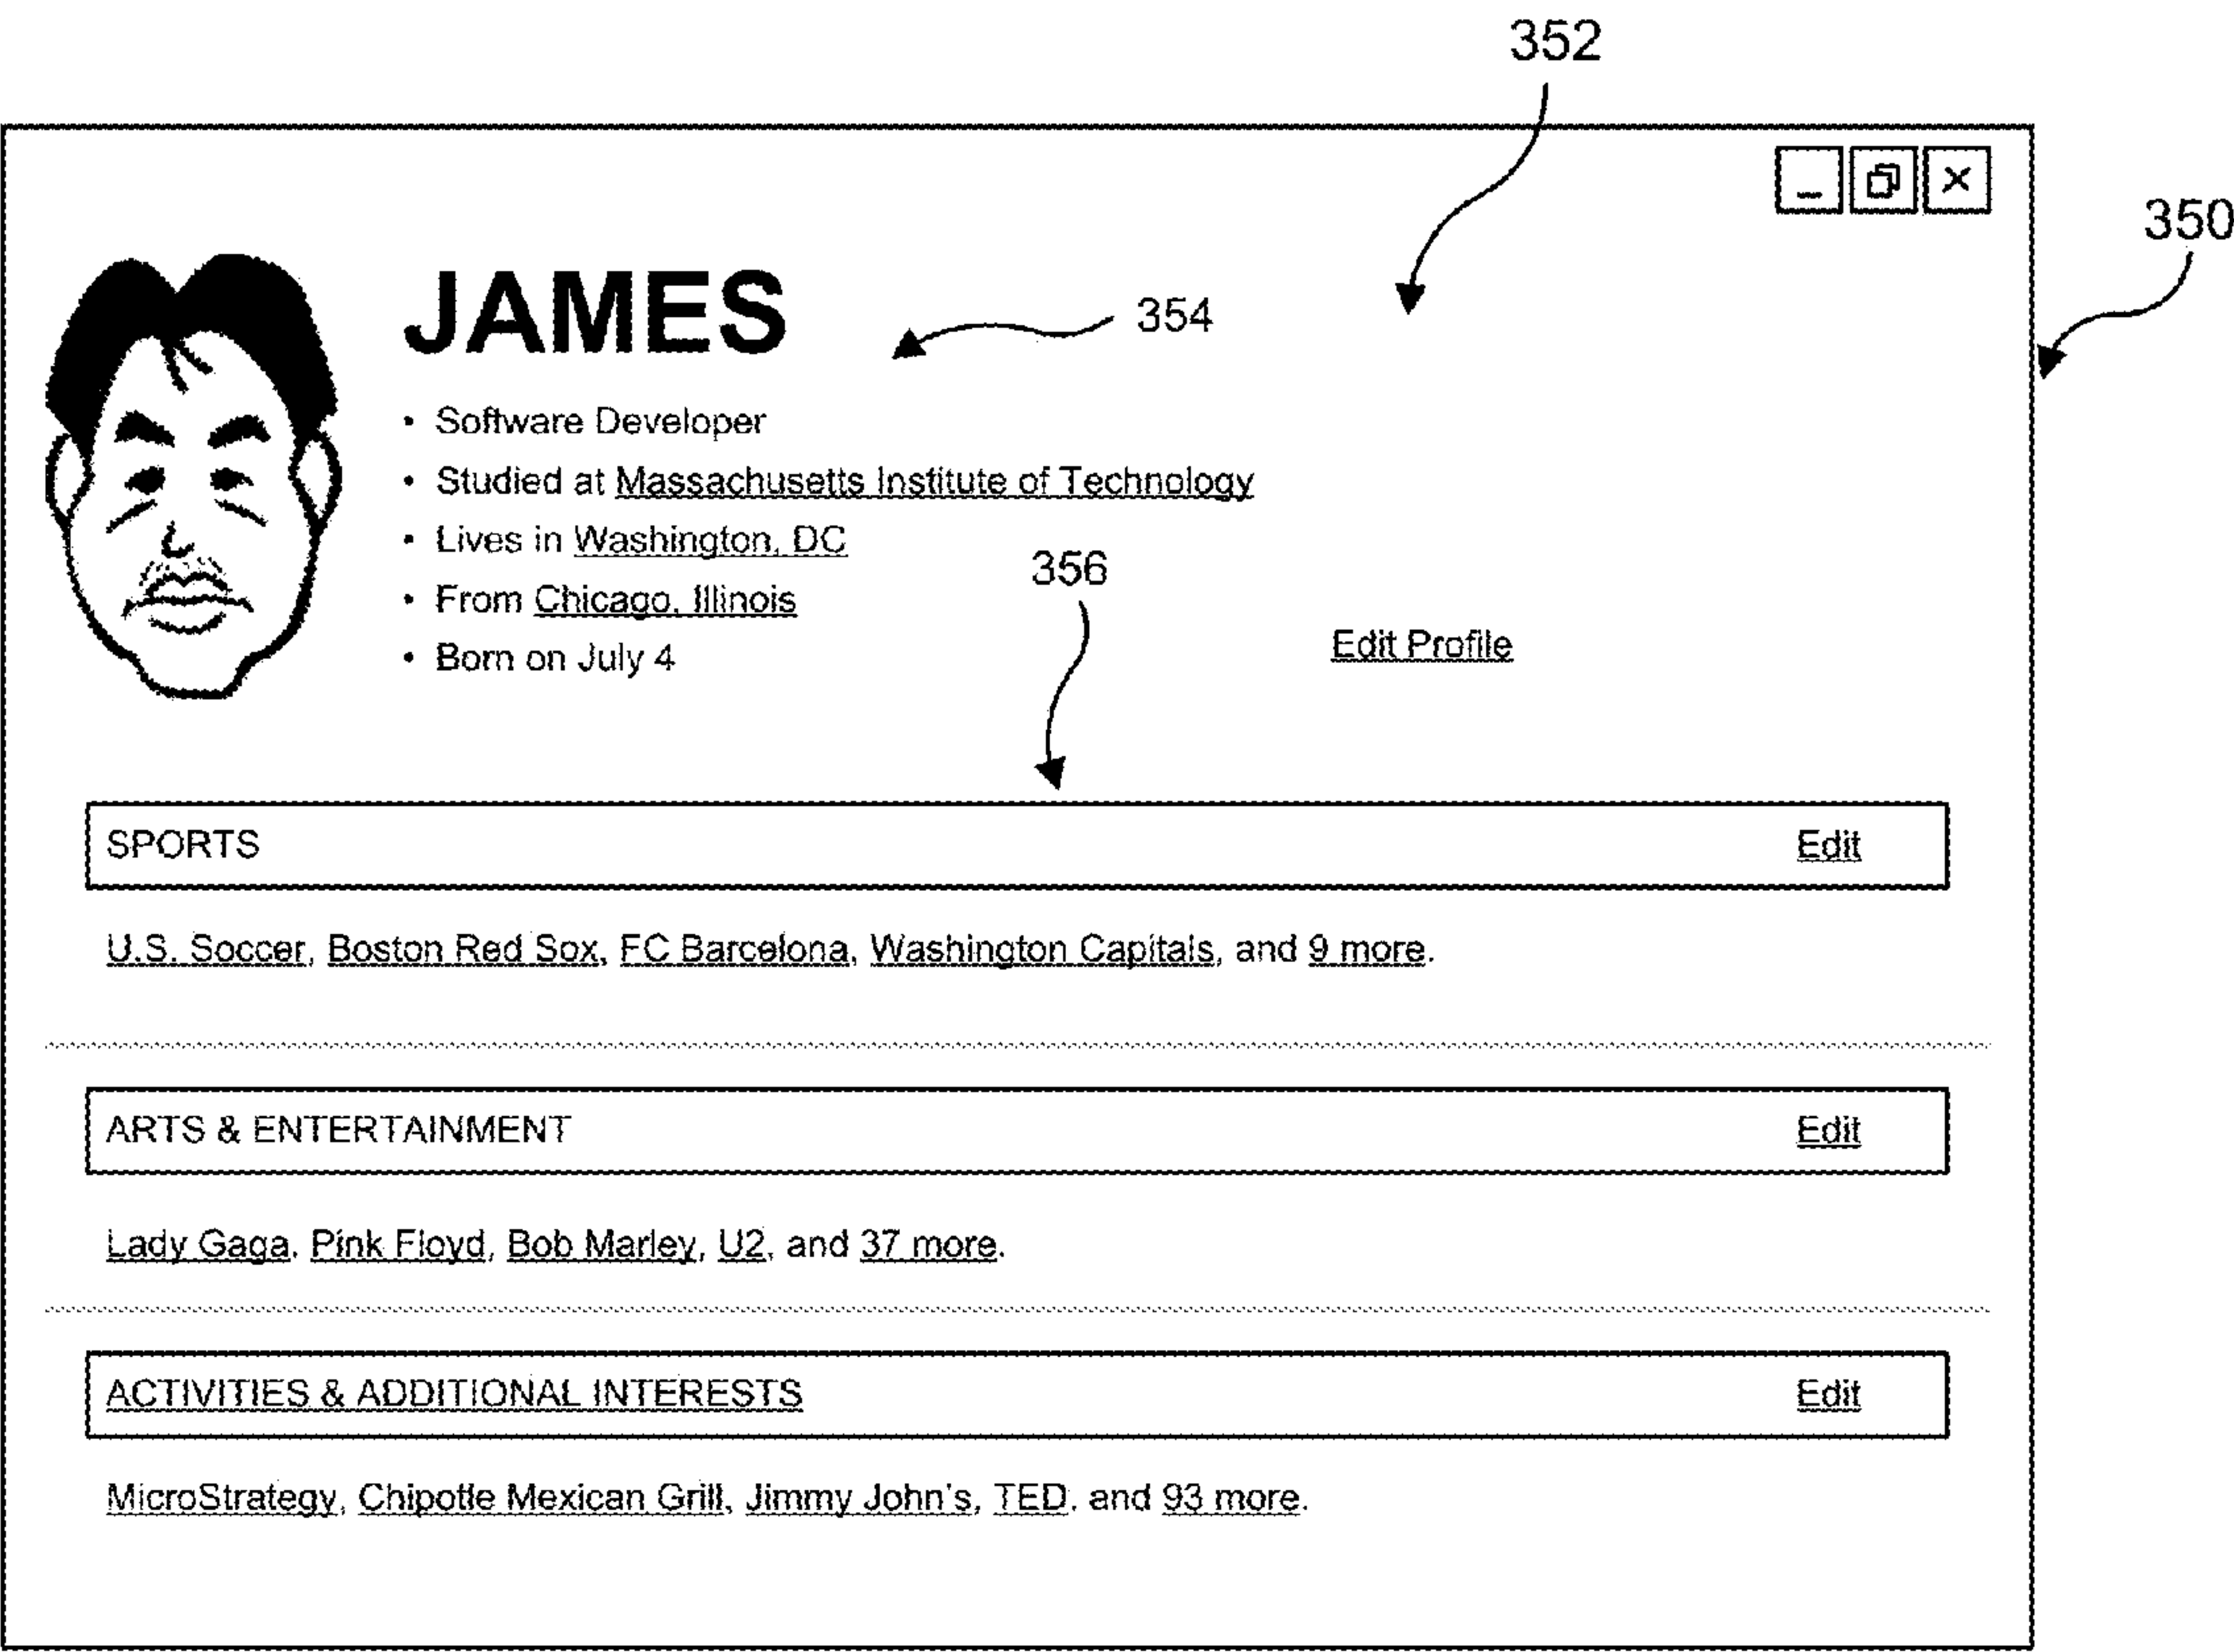 352
350
JAMES
354
• Software Developer
• Studied at Massachusetts Institute of Technology
• Lives in Washington, DC
356
• From Chicago, Illinois
Edit Profile
• Born on July 4
SPORTS Edit
U.S. Soccer, Boston Red Sox, FC Barcelona, Washington Capitals, and 9 more.
ARTS & ENTERTAINMENT Edit
Lady Gaga, Pink Floyd, Bob Marley, U2, and 37 more.
ACTIVITIES & ADDITIONAL INTERESTS Edit
MicroStrategy, Chipotle Mexican Grill, Jimmy John's, TED, and 93 more.